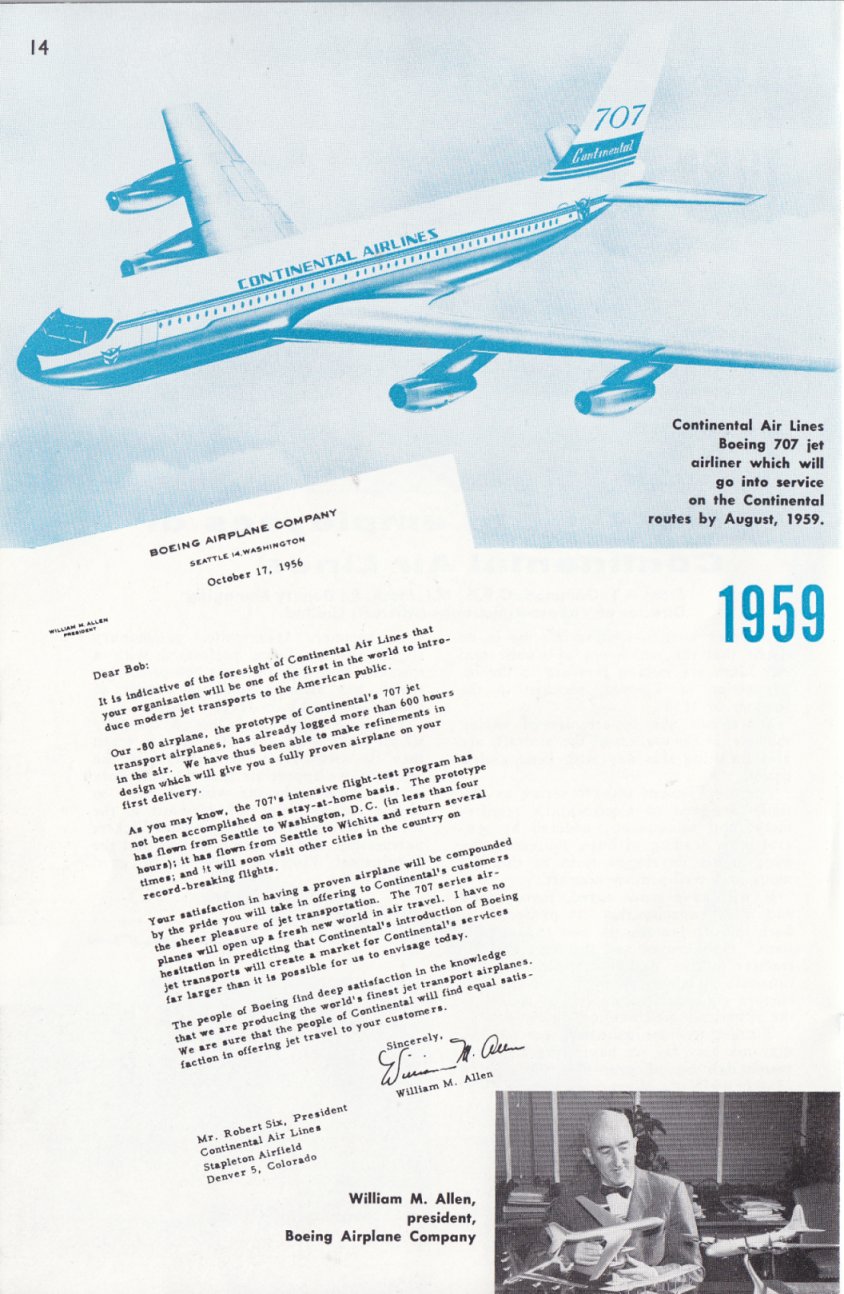 14
707
Continental
CONTINENTAL AIRLINES
Continental Air Lines
Boeing 707 jet
airliner which will
go into service
on the Continental
routes by August, 1959.
1959
BOEING AIRPLANE COMPANY
SEATTLE 14, WASHINGTON
October 17, 1956
WILLIAM M. ALLEN
PRESIDENT
Dear Bob:
It is indicative of the foresight of Continental Air Lines that
your organization will be one of the first in the world to intro-
duce modern jet transports to the American public.
Our -80 airplane, the prototype of Continental's 707 jet
transport airplanes, has already logged more than 600 hours
in the air. We have thus been able to make refinements in
design which will give you a fully proven airplane on your
first delivery.
As you may know, the 707's intensive flight-test program has
not been accomplished on a stay-at-home basis. The prototype
has flown from Seattle to Washington, D.C. (in less than four
hours); it has flown from Seattle to Wichita and return several
times; and it will soon visit other cities in the country on
record-breaking flights.
Your satisfaction in having a proven airplane will be compounded
by the pride you will take in offering to Continental's customers
the sheer pleasure of jet transportation. The 707 series air-
planes will open up a fresh new world in air travel. I have no
hesitation in predicting that Continental's introduction of Boeing
jet transports will create a market for Continental's services
far larger than it is possible for us to envisage today.
The people of Boeing find deep satisfaction in the knowledge
that we are producing the world's finest jet transport airplanes.
We are sure that the people of Continental will find equal satis-
faction in offering jet travel to your customers.
Sincerely,
William M. Allen
William M. Allen
Mr. Robert Six, President
Continental Air Lines
Stapleton Airfield
Denver 5, Colorado
William M. Allen,
president,
Boeing Airplane Company